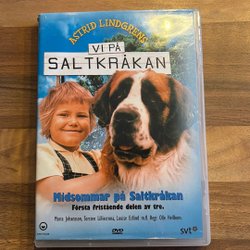 ASTRID LINDGRENS
VI PÅ
SALTKRÅKAN
Midsommar på Saltkråkan
Första fristående delen av tre.
Maria Johansson, Torsten Lilliecrona, Louise Edlind m.fl. Regi: Olle Hellbom.
DVD
svt